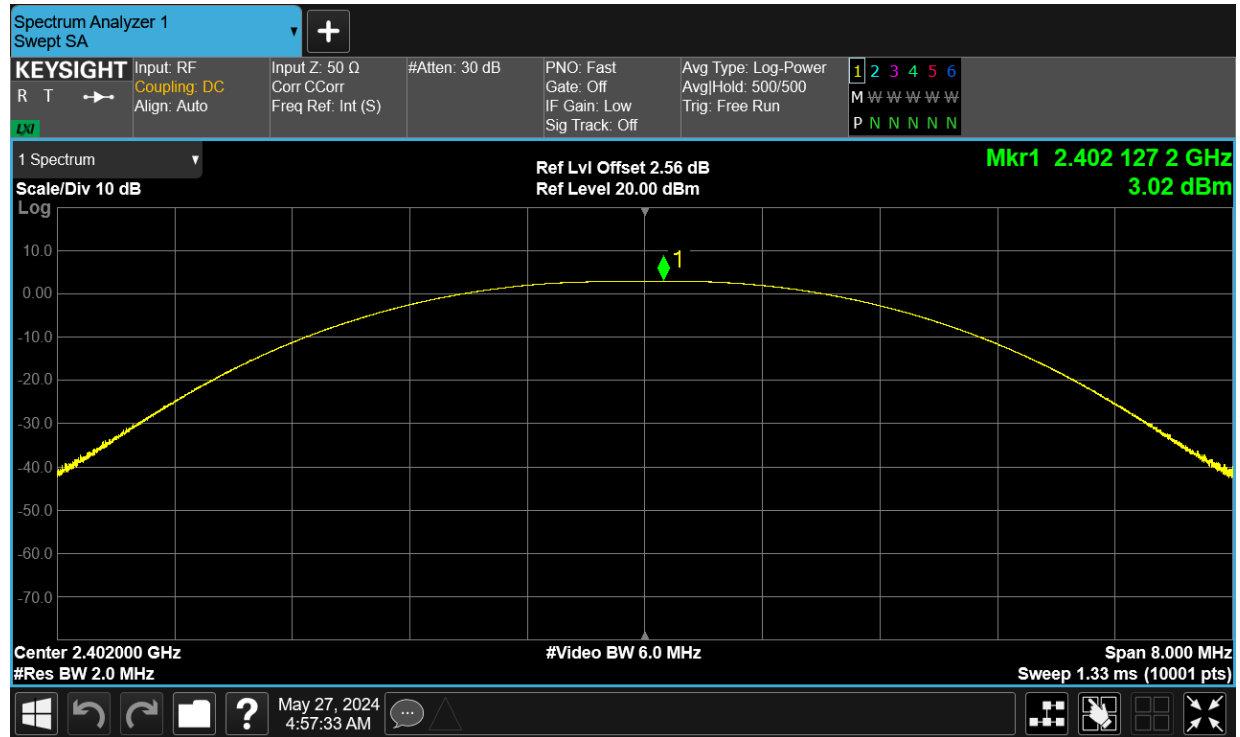 Spectrum Analyzer 1
Swept SA
KEYSIGHT
R T
LXI
Input: RF
Coupling: DC
Align: Auto
Input Z: 50 Ω
Corr CCorr
Freq Ref: Int (S)
#Atten: 30 dB
PNO: Fast
Gate: Off
IF Gain: Low
Sig Track: Off
Avg Type: Log-Power
Avg|Hold: 500/500
Trig: Free Run
1 2 3 4 5 6
M W W W W W
P N N N N N
1 Spectrum
Scale/Div 10 dB
Log
Ref Lvl Offset 2.56 dB
Ref Level 20.00 dBm
Mkr1 2.402 127 2 GHz
3.02 dBm
1
10.0
0.00
-10.0
-20.0
-30.0
-40.0
-50.0
-60.0
-70.0
Center 2.402000 GHz
#Res BW 2.0 MHz
#Video BW 6.0 MHz
Span 8.000 MHz
Sweep 1.33 ms (10001 pts)
?
May 27, 2024
4:57:33 AM